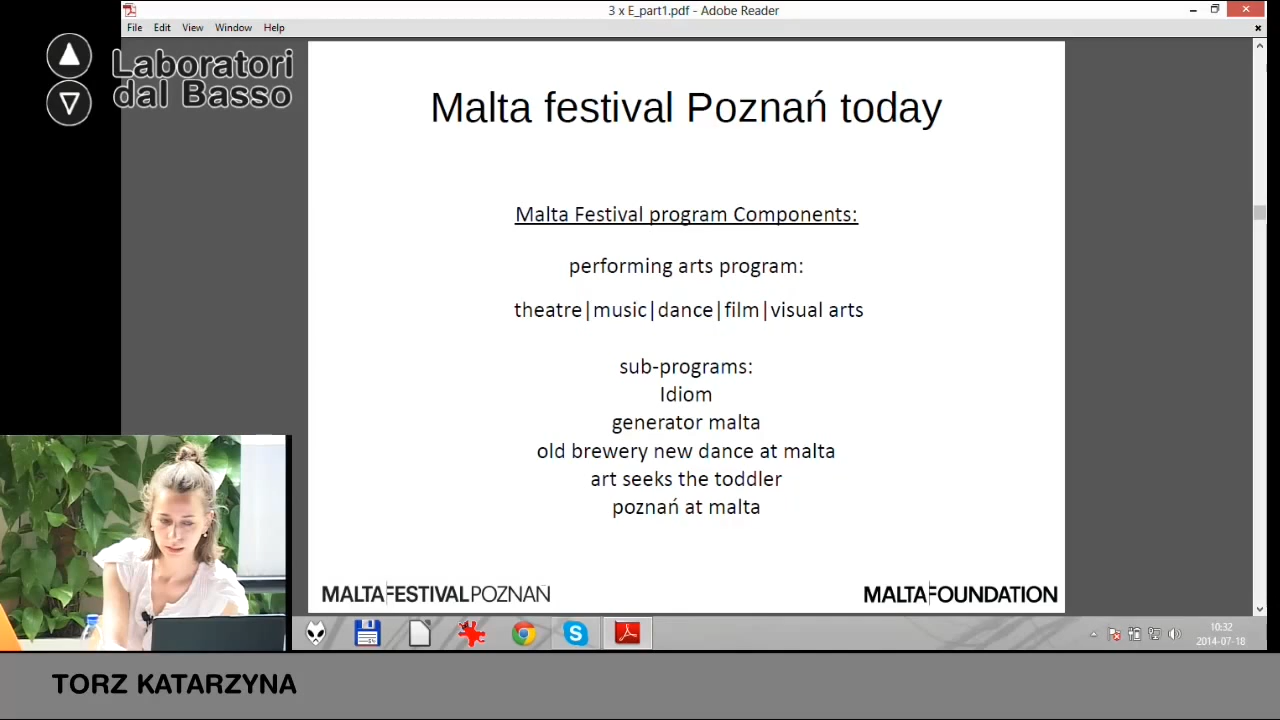 3 x E_part1.pdf - Adobe Reader
File Edit View Window Help
Laboratori
dal Basso
Malta festival Poznań today
Malta Festival program Components:
performing arts program:
theatre|music|dance|film|visual arts
sub-programs:
Idiom
generator malta
old brewery new dance at malta
art seeks the toddler
poznań at malta
MALTAFESTIVALPOZNAŃ
MALTAFOUNDATION
10:32
2014-07-18
TORZ KATARZYNA